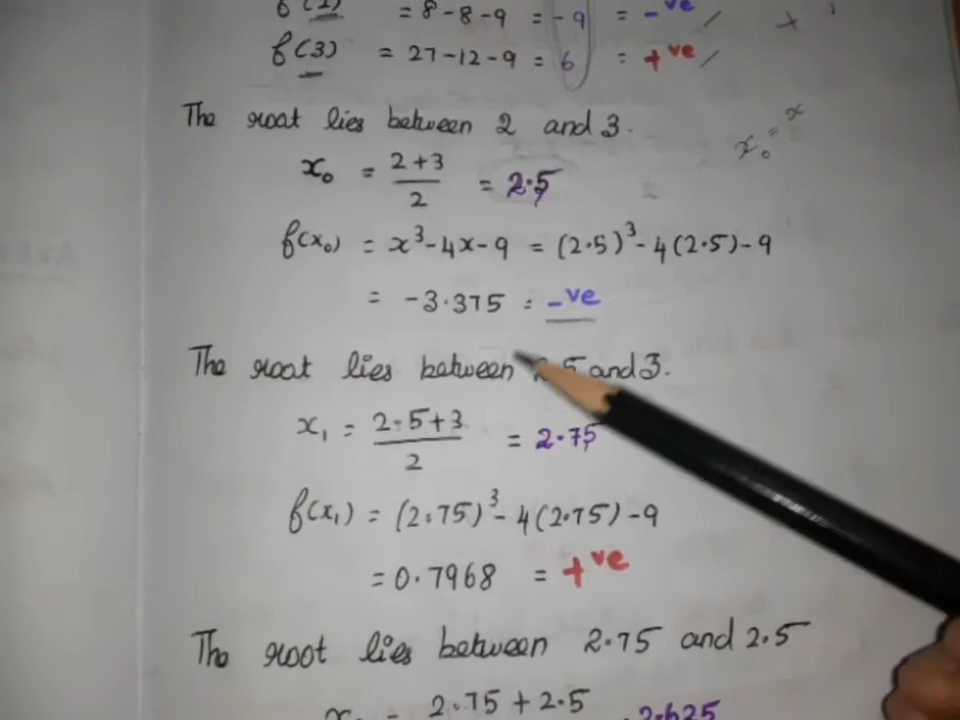 f(2) = 8-8-9 = -9 = -ve
f(3) = 27-12-9 = 6 = +ve
The root lies between 2 and 3.
x₀ = x
x₀ = 2+3/2 = 2.5
f(x₀) = x³-4x-9 = (2.5)³-4(2.5)-9
= -3.375 = -ve
The root lies between 2.5 and 3.
x₁ = 2.5+3/2 = 2.75
f(x₁) = (2.75)³-4(2.75)-9
= 0.7968 = +ve
The root lies between 2.75 and 2.5
2.75 + 2.5 2.625